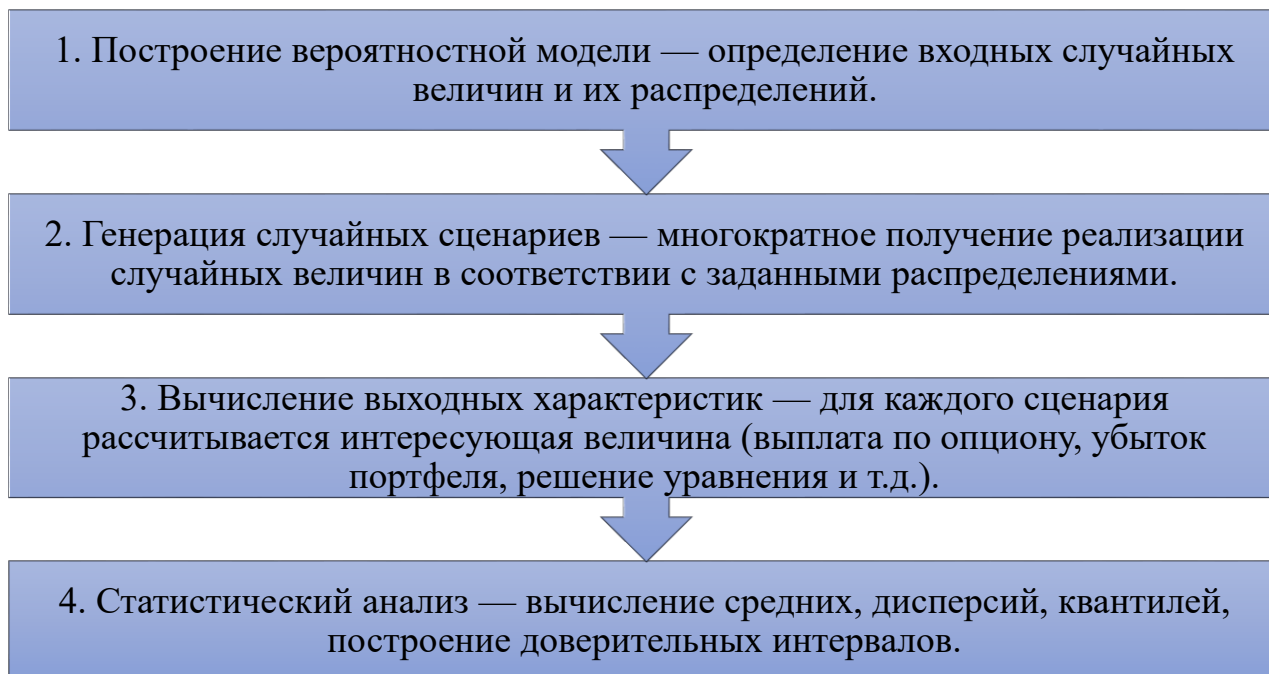 1. Построение вероятностной модели — определение входных случайных
величин и их распределений.
2. Генерация случайных сценариев — многократное получение реализации
случайных величин в соответствии с заданными распределениями.
3. Вычисление выходных характеристик — для каждого сценария
рассчитывается интересующая величина (выплата по опциону, убыток
портфеля, решение уравнения и т.д.).
4. Статистический анализ — вычисление средних, дисперсий, квантилей,
построение доверительных интервалов.